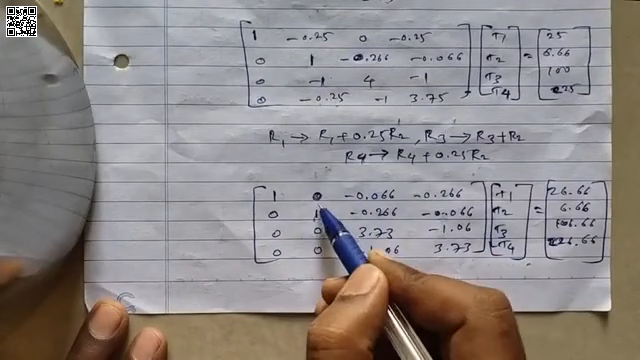 1 -0.25 0 -0.25 T1 25
0 1 -0.266 -0.066 T2 = 6.66
0 -1 4 -1 T3 100
0 -0.25 -1 3.75 T4 25
R1 → R1 + 0.25R2, R3 → R3 + R2
R4 → R4 + 0.25R2
1 0 -0.066 -0.266 T1 26.66
0 1 -0.266 -0.066 T2 = 6.66
0 0 3.73 -1.06 T3 106.66
0 0 3.73 T4 26.66